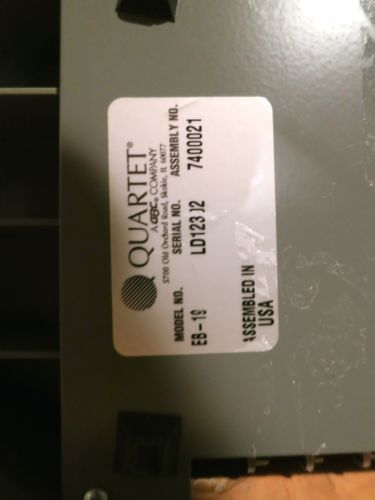 QUARTET®
A GBC® COMPANY
5700 Old Orchard Road, Skokie, IL 60077
MODEL NO. SERIAL NO. ASSEMBLY NO.
EB-19 7400021
ASSEMBLED IN
USA